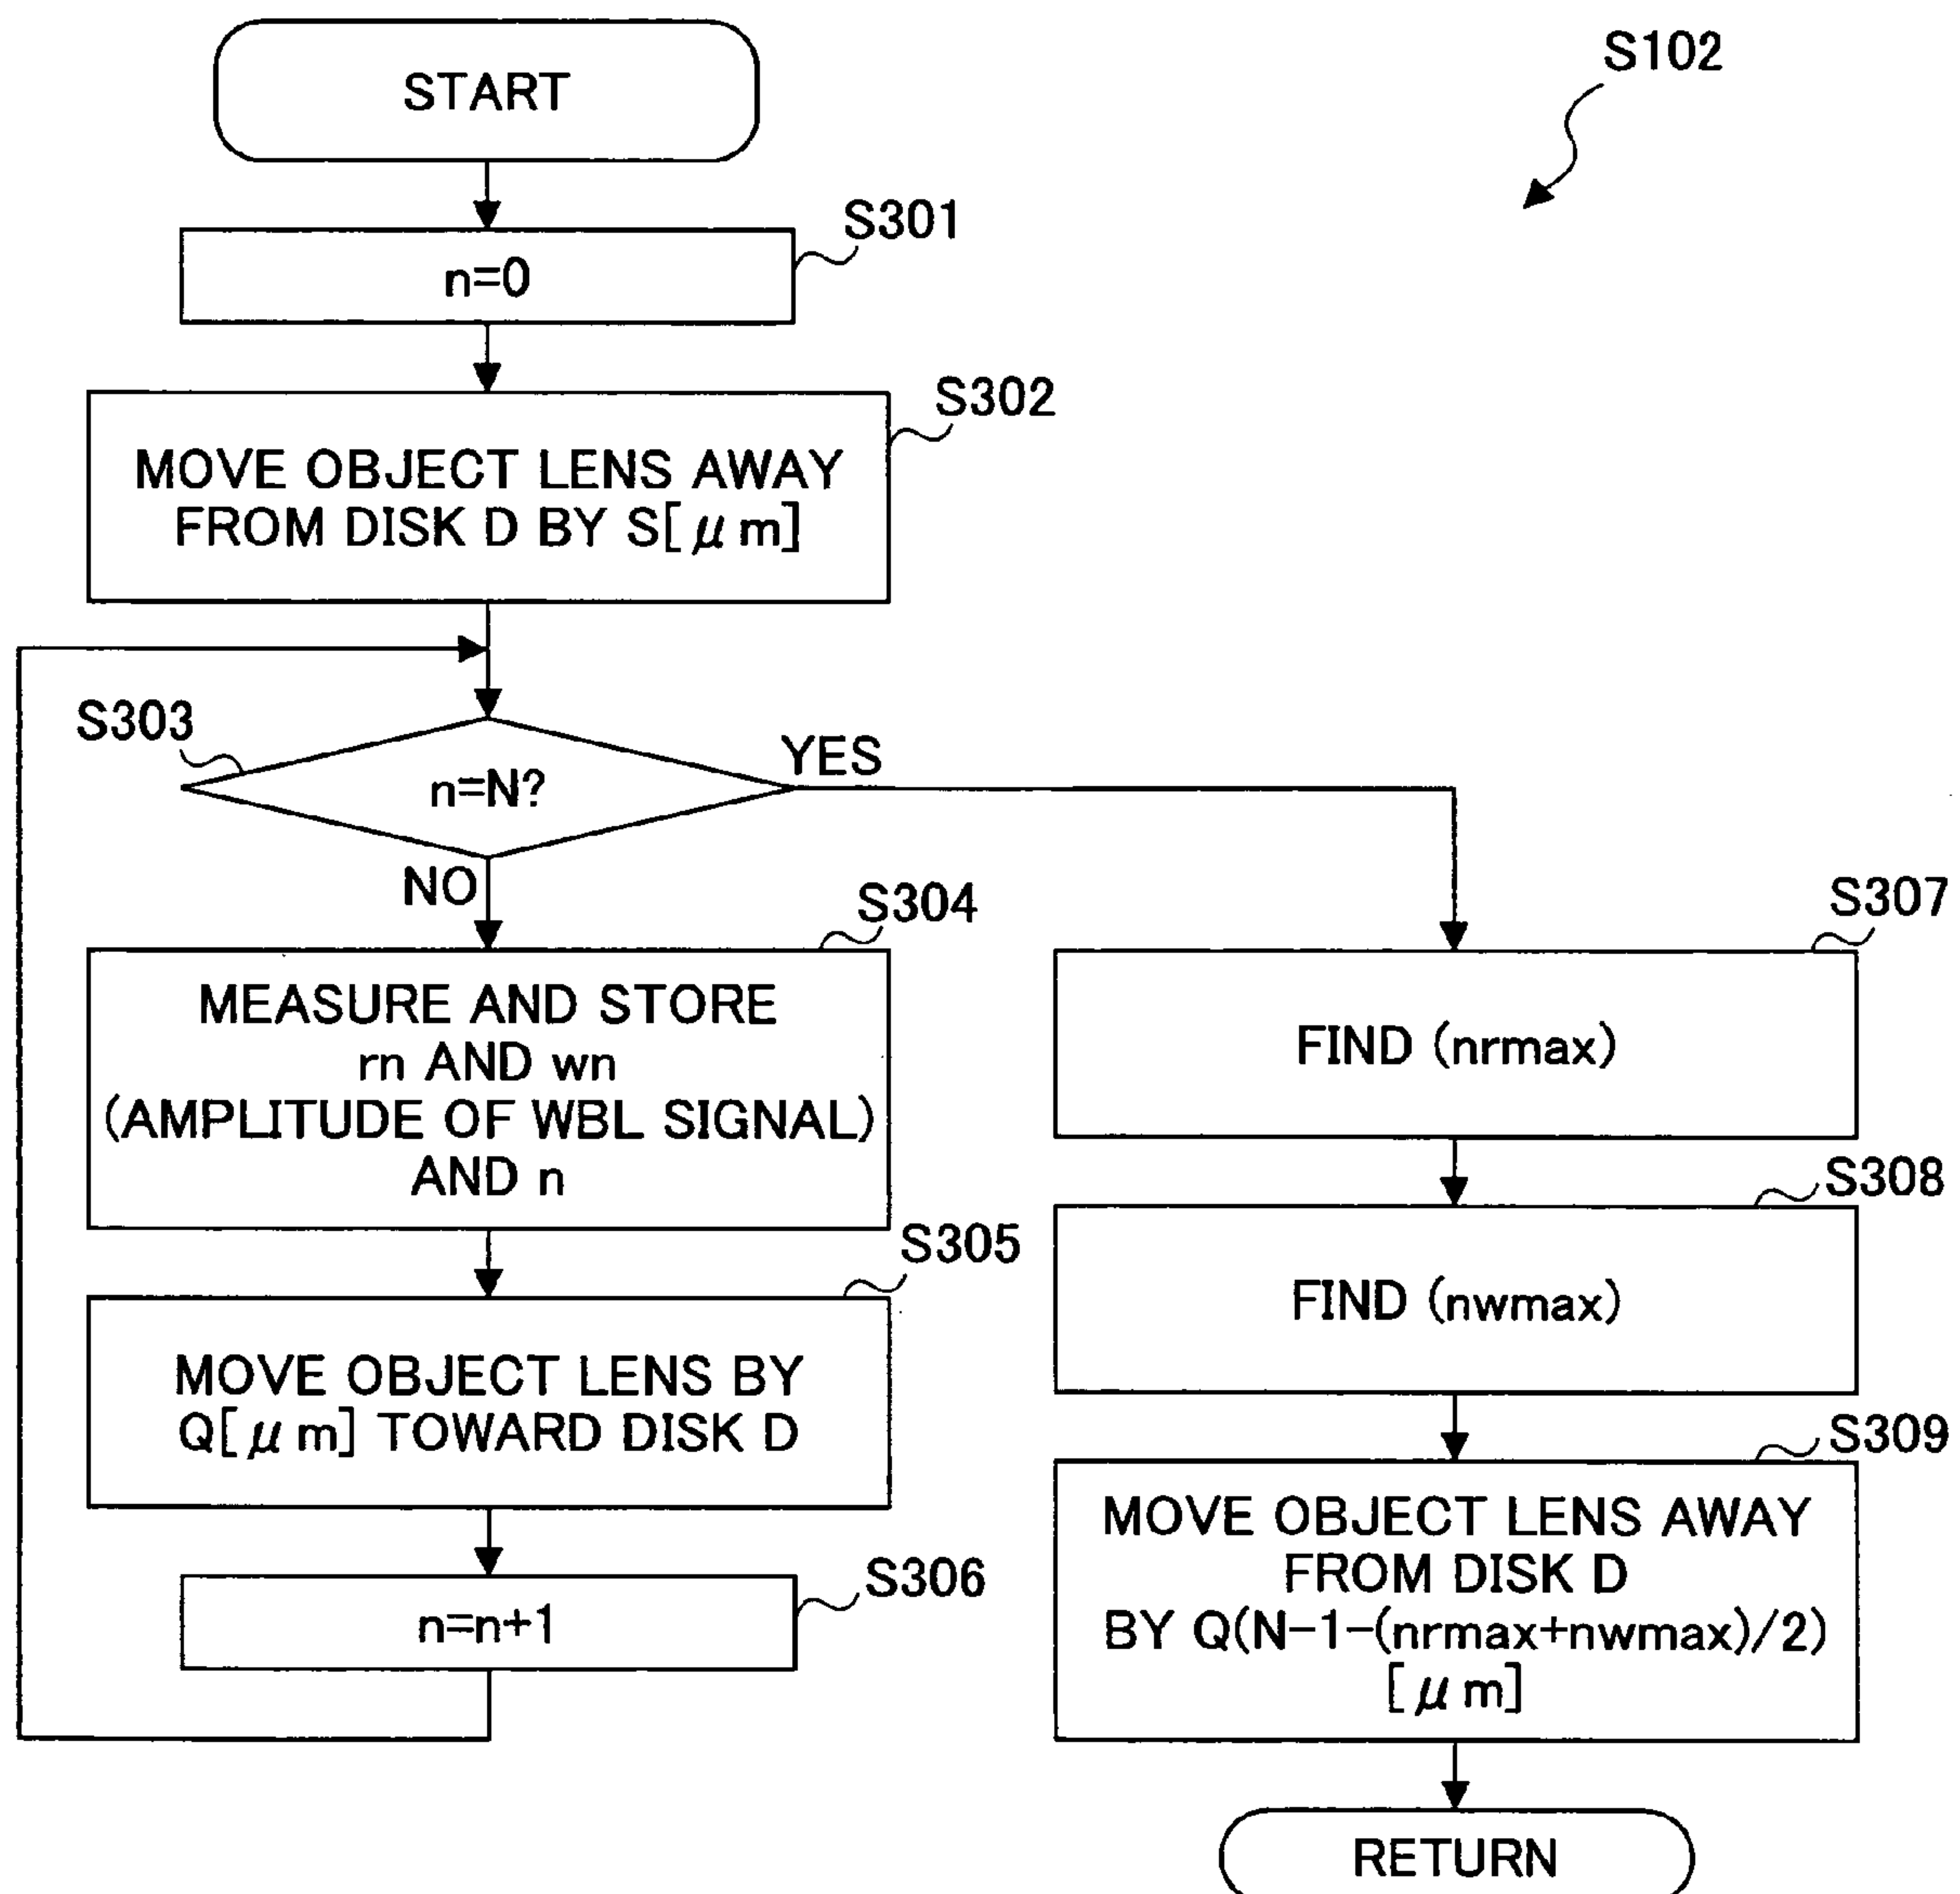 START
S102
S301
n=0
S302
MOVE OBJECT LENS AWAY
FROM DISK D BY S[μm]
S303
n=N?
YES
NO
S304
MEASURE AND STORE
rn AND wn
(AMPLITUDE OF WBL SIGNAL)
AND n
S305
MOVE OBJECT LENS BY
Q[μm] TOWARD DISK D
S306
n=n+1
S307
FIND (nrmax)
S308
FIND (nwmax)
S309
MOVE OBJECT LENS AWAY
FROM DISK D
BY Q(N-1-(nrmax+nwmax)/2)
[μm]
RETURN